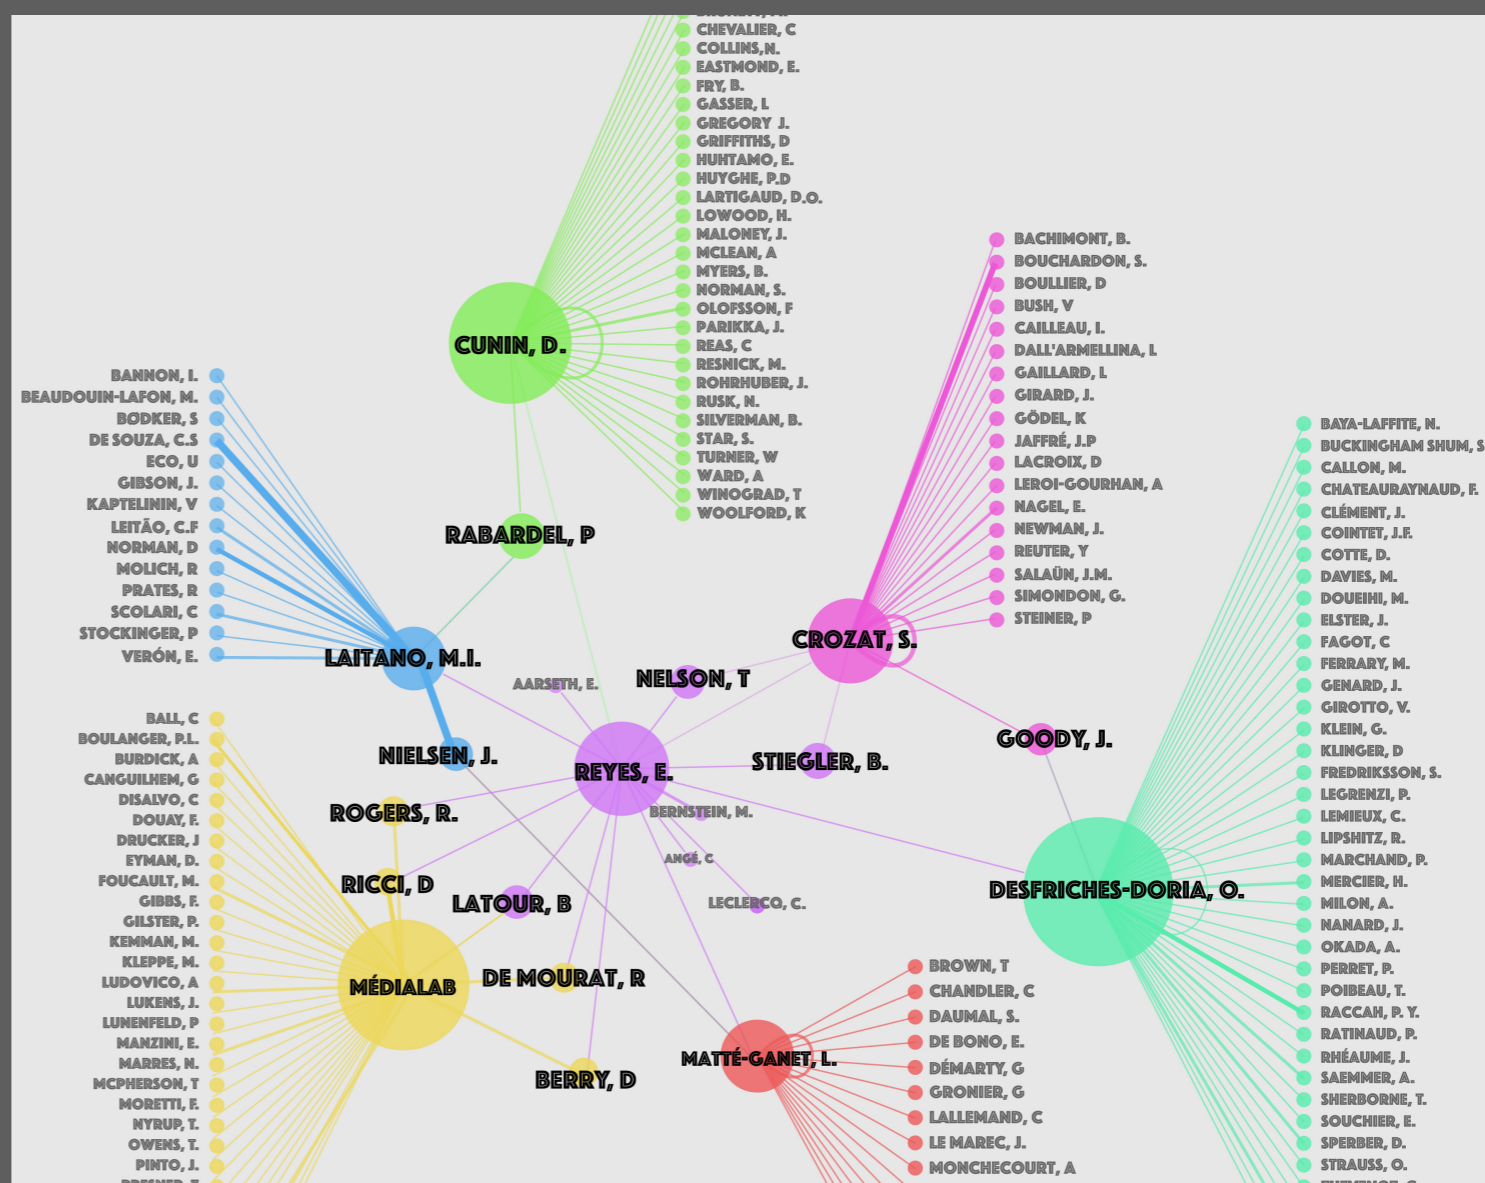 CHEVALIER, C
COLLINS,N.
EASTMOND, E.
FRY, B.
GASSER, L
GREGORY J.
GRIFFITHS, D
HUHTAMO, E.
HUYGHE, P.D
LARTIGAUD, D.O.
LOWOOD, H.
MALONEY, J.
MCLEAN, A
MYERS, B.
NORMAN, S.
OLOFSSON, F
PARIKKA, J.
REAS, C
RESNICK, M.
ROHRHUBER, J.
RUSK, N.
SILVERMAN, B.
STAR, S.
TURNER, W
WARD, A
WINOGRAD, T
WOOLFORD, K
CUNIN, D.
RABARDEL, P
BANNON, I.
BEAUDOUIN-LAFON, M.
BØDKER, S
DE SOUZA, C.S
ECO, U
GIBSON, J.
KAPTELININ, V
LEITÃO, C.F
NORMAN, D
MOLICH, R
PRATES, R
SCOLARI, C
STOCKINGER, P
VERÓN, E.
LAITANO, M.I.
NIELSEN, J.
BACHIMONT, B.
BOUCHARDON, S.
BOULLIER, D
BUSH, V
CAILLEAU, I.
DALL'ARMELLINA, L
GAILLARD, L
GIRARD, J.
GÖDEL, K
JAFFRÉ, J.P
LACROIX, D
LEROI-GOURHAN, A
NAGEL, E.
NEWMAN, J.
REUTER, Y
SALAÜN, J.M.
SIMONDON, G.
STEINER, P
CROZAT, S.
GOODY, J.
AARSETH, E.
NELSON, T
REYES, E.
STIEGLER, B.
BERNSTEIN, M.
ANGÉ, C
LECLERCQ, C.
ROGERS, R.
RICCI, D
LATOUR, B
DE MOURAT, R
BERRY, D
MÉDIALAB
BALL, C
BOULANGER, P.L.
BURDICK, A
CANGUILHEM, G
DISALVO, C
DOUAY, F.
DRUCKER, J
EYMAN, D.
FOUCAULT, M.
GIBBS, F.
GILSTER, P.
KEMMAN, M.
KLEPPE, M.
LUDOVICO, A
LUKENS, J.
LUNENFELD, P
MANZINI, E.
MARRES, N.
MCPHERSON, T
MORETTI, F.
NYRUP, T.
OWENS, T.
PINTO, J.
MATTÉ-GANET, L.
BROWN, T
CHANDLER, C
DAUMAL, S.
DE BONO, E.
DÉMARTY, G
GRONIER, G
LALLEMAND, C
LE MAREC, J.
MONCHECOURT, A
DESFRICHES-DORIA, O.
BAYA-LAFFITE, N.
BUCKINGHAM SHUM, S
CALLON, M.
CHATEAURAYNAUD, F.
CLÉMENT, J.
COINTET, J.F.
COTTE, D.
DAVIES, M.
DOUEIHI, M.
ELSTER, J.
FAGOT, C
FERRARY, M.
GENARD, J.
GIROTTO, V.
KLEIN, G.
KLINGER, D
FREDRIKSSON, S.
LEGRENZI, P.
LEMIEUX, C.
LIPSHITZ, R.
MARCHAND, P.
MERCIER, H.
MILON, A.
NANARD, J.
OKADA, A.
PERRET, P.
POIBEAU, T.
RACCAH, P. Y.
RATINAUD, P.
RHÉAUME, J.
SAEMMER, A.
SHERBORNE, T.
SOUCHIER, E.
SPERBER, D.
STRAUSS, O.